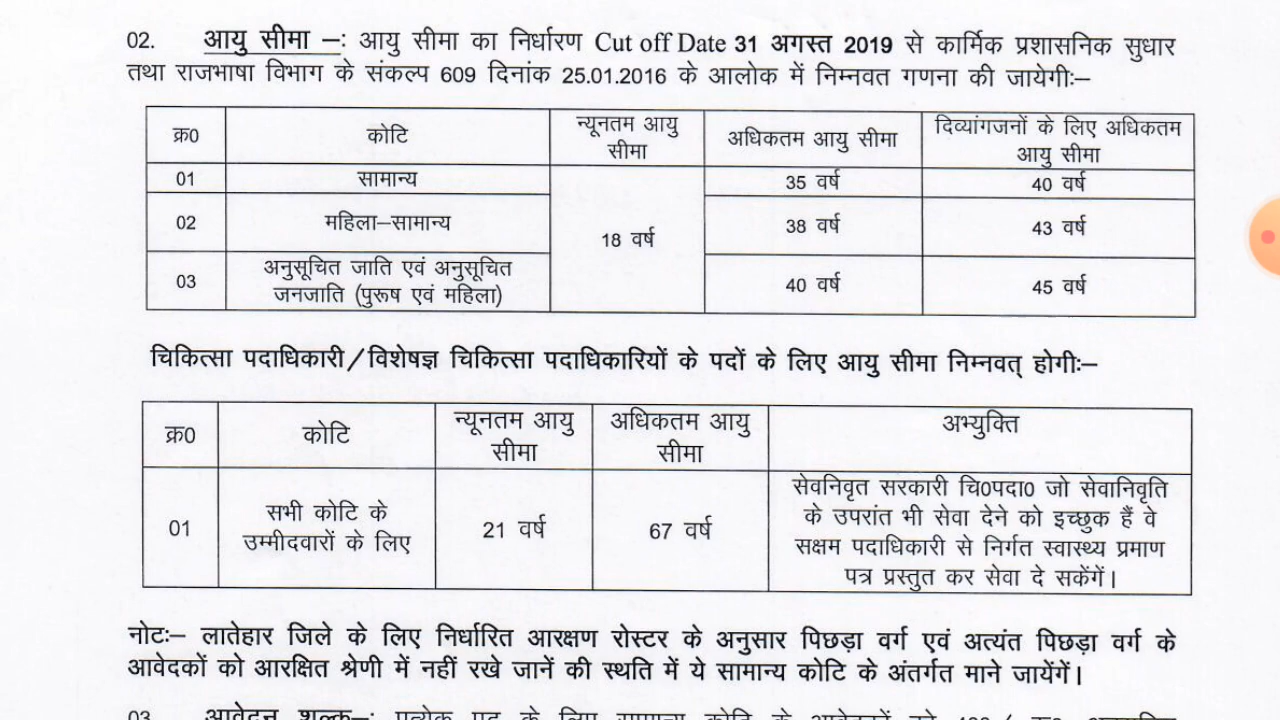 02. आयु सीमा –: आयु सीमा का निर्धारण Cut off Date 31 अगस्त 2019 से कार्मिक प्रशासनिक सुधार
तथा राजभाषा विभाग के संकल्प 609 दिनांक 25.01.2016 के आलोक में निम्नवत गणना की जायेगीः–
क्र0 कोटि न्यूनतम आयु सीमा अधिकतम आयु सीमा दिव्यांगजनों के लिए अधिकतम आयु सीमा
01 सामान्य 18 वर्ष 35 वर्ष 40 वर्ष
02 महिला–सामान्य 38 वर्ष 43 वर्ष
03 अनुसूचित जाति एवं अनुसूचित जनजाति (पुरूष एवं महिला) 40 वर्ष 45 वर्ष
चिकित्सा पदाधिकारी/विशेषज्ञ चिकित्सा पदाधिकारियों के पदों के लिए आयु सीमा निम्नवत् होगीः–
क्र0 कोटि न्यूनतम आयु सीमा अधिकतम आयु सीमा अभ्युक्ति
01 सभी कोटि के उम्मीदवारों के लिए 21 वर्ष 67 वर्ष
सेवनिवृत सरकारी चि0पदा0 जो सेवानिवृति
के उपरांत भी सेवा देने को इच्छुक हैं वे
सक्षम पदाधिकारी से निर्गत स्वास्थ्य प्रमाण
पत्र प्रस्तुत कर सेवा दे सकेंगें।
नोटः– लातेहार जिले के लिए निर्धारित आरक्षण रोस्टर के अनुसार पिछड़ा वर्ग एवं अत्यंत पिछड़ा वर्ग के
आवेदकों को आरक्षित श्रेणी में नहीं रखे जानें की स्थति में ये सामान्य कोटि के अंतर्गत माने जायेंगें।
03. आवेदन शुल्क–: प्रत्येक पद के लिए सामान्य कोटि के आवेदकों को